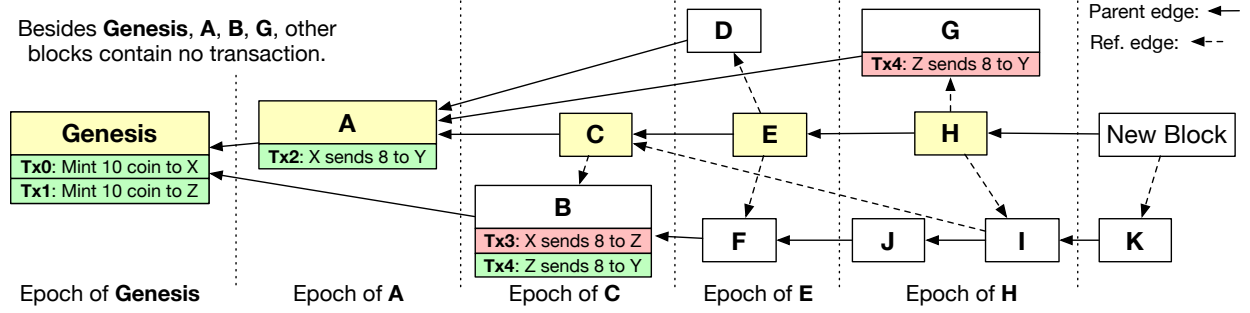 Besides Genesis, A, B, G, other
blocks contain no transaction.
Parent edge:
Ref. edge:
D
G
Tx4: Z sends 8 to Y
Genesis
Tx0: Mint 10 coin to X
Tx1: Mint 10 coin to Z
A
Tx2: X sends 8 to Y
C
E
H
New Block
B
Tx3: X sends 8 to Z
Tx4: Z sends 8 to Y
F
J
I
K
Epoch of Genesis
Epoch of A
Epoch of C
Epoch of E
Epoch of H